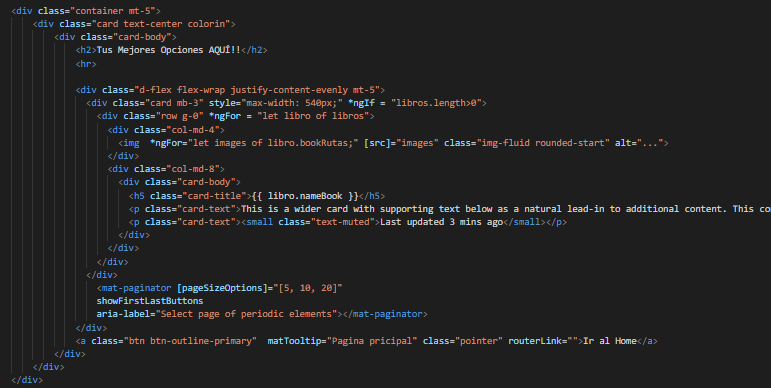 <div class="container mt-5">
<div class="card text-center colorin">
<div class="card-body">
<h2>Tus Mejores Opciones AQUÍ!!</h2>
<hr>
<div class="d-flex flex-wrap justify-content-evenly mt-5">
<div class="card mb-3" style="max-width: 540px;" *ngIf = "libros.length>0">
<div class="row g-0" *ngFor = "let libro of libros">
<div class="col-md-4">
<img  *ngFor="let images of libro.bookRutas;" [src]="images" class="img-fluid rounded-start" alt="...">
</div>
<div class="col-md-8">
<div class="card-body">
<h5 class="card-title">{{ libro.nameBook }}</h5>
<p class="card-text">This is a wider card with supporting text below as a natural lead-in to additional content. This co
<p class="card-text"><small class="text-muted">Last updated 3 mins ago</small></p>
</div>
</div>
</div>
</div>
<mat-paginator [pageSizeOptions]="[5, 10, 20]"
showFirstLastButtons
aria-label="Select page of periodic elements"></mat-paginator>
</div>
<a class="btn btn-outline-primary"  matTooltip="Pagina pricipal" class="pointer" routerLink="">Ir al Home</a>
</div>
</div>
</div>